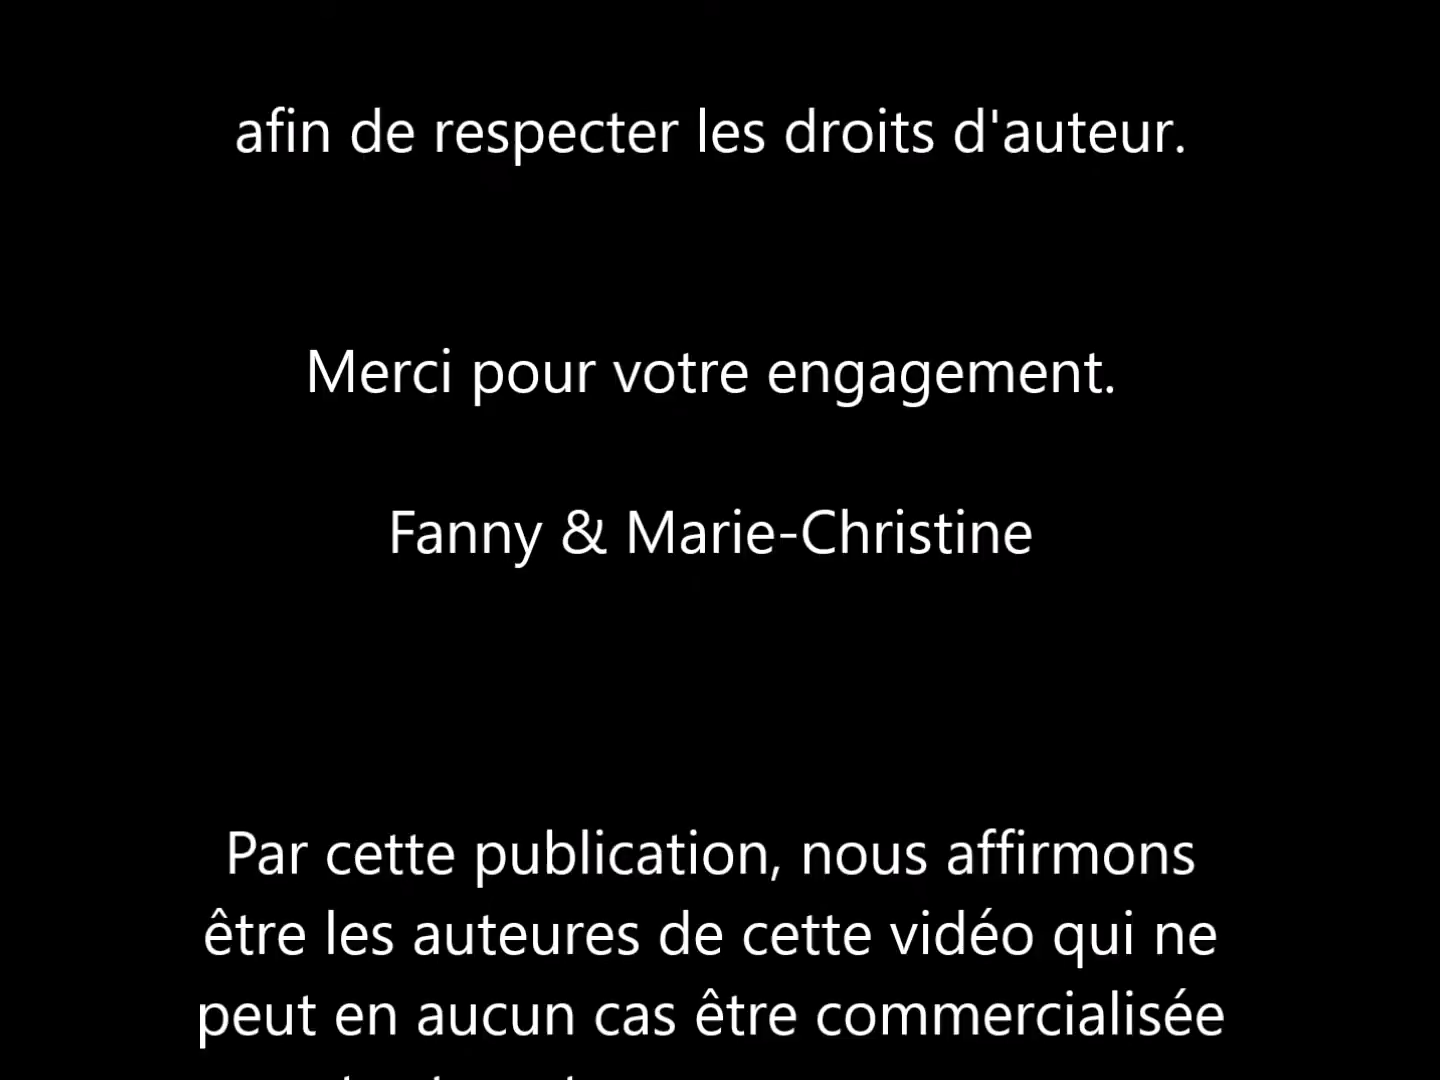 afin de respecter les droits d'auteur.
Merci pour votre engagement.
Fanny & Marie-Christine
Par cette publication, nous affirmons
être les auteures de cette vidéo qui ne
peut en aucun cas être commercialisée